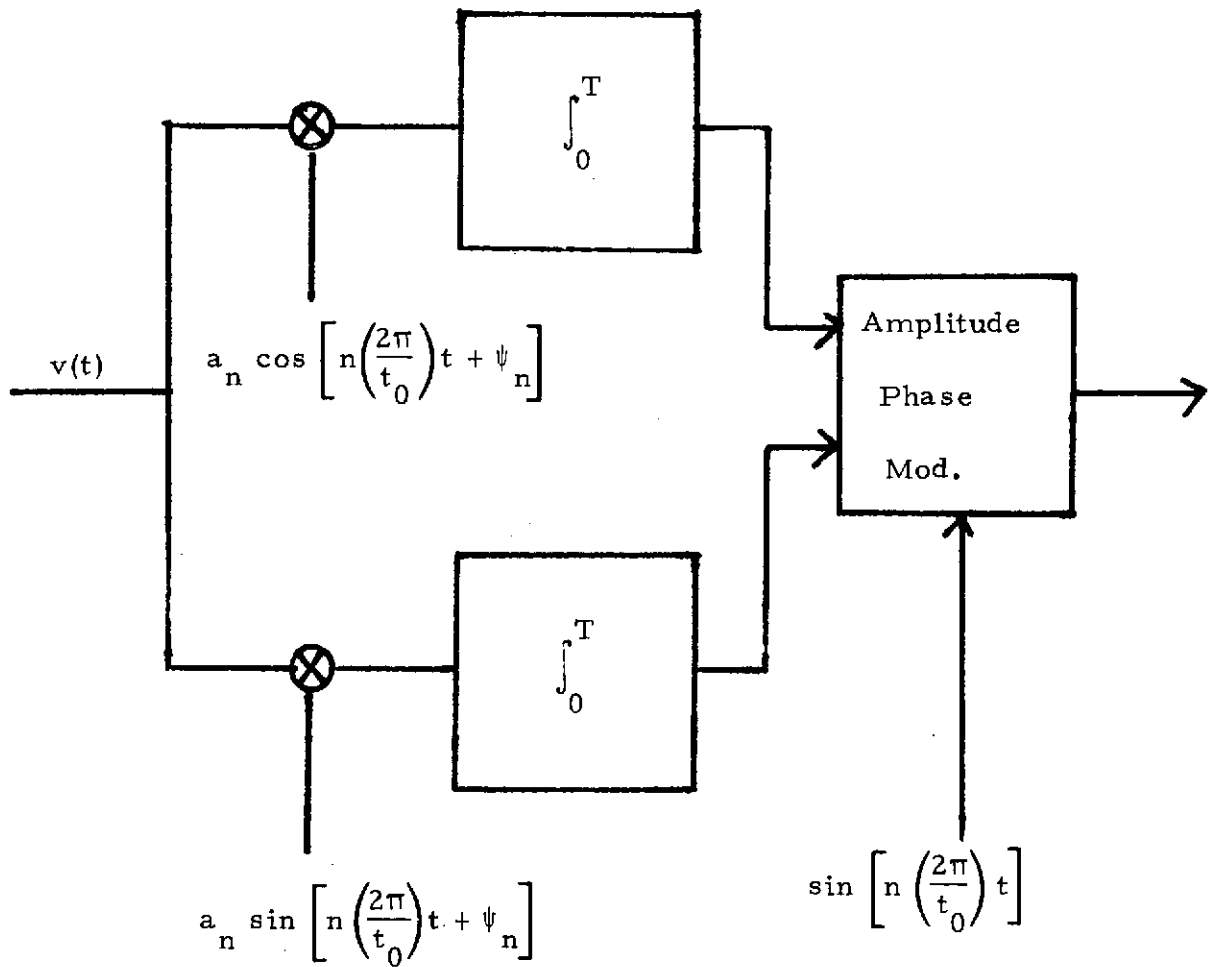 ∫₀ᵀ
v(t)
aₙ cos [n(2π/t₀)t + ψₙ]
Amplitude
Phase
Mod.
∫₀ᵀ
aₙ sin [n(2π/t₀)t + ψₙ]
sin [n(2π/t₀)t]